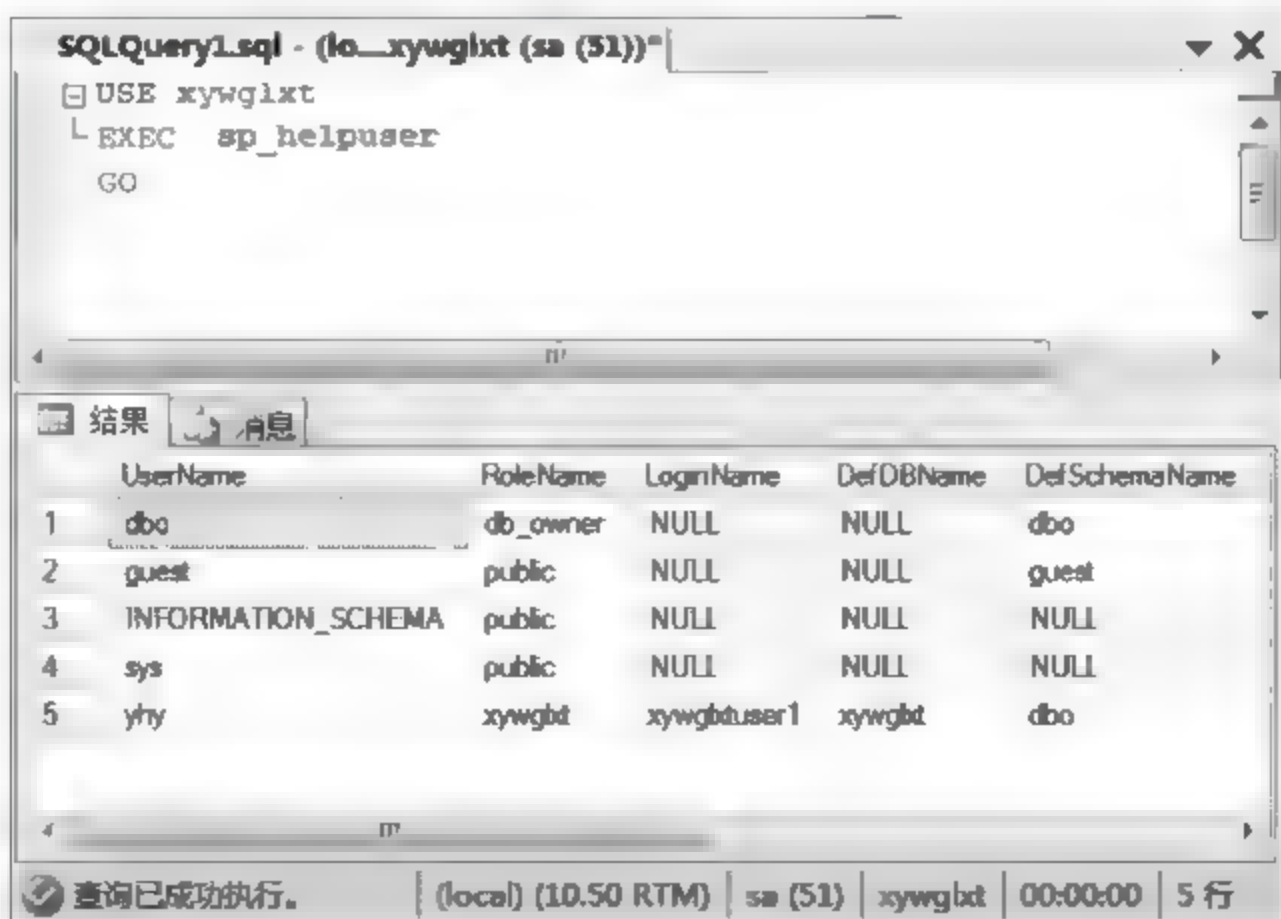 SQLQuery1.sql - (lo...xywglxt (sa (51))*
USE xywglxt
EXEC sp_helpuser
GO
结果 消息
UserName RoleName LoginName DefDBName DefSchemaName
1 dbo db_owner NULL NULL dbo
2 guest public NULL NULL guest
3 INFORMATION_SCHEMA public NULL NULL NULL
4 sys public NULL NULL NULL
5 yhy xywglxt xywglxtuser1 xywglxt dbo
查询已成功执行。 (local) (10.50 RTM) sa (51) xywglxt 00:00:00 5 行